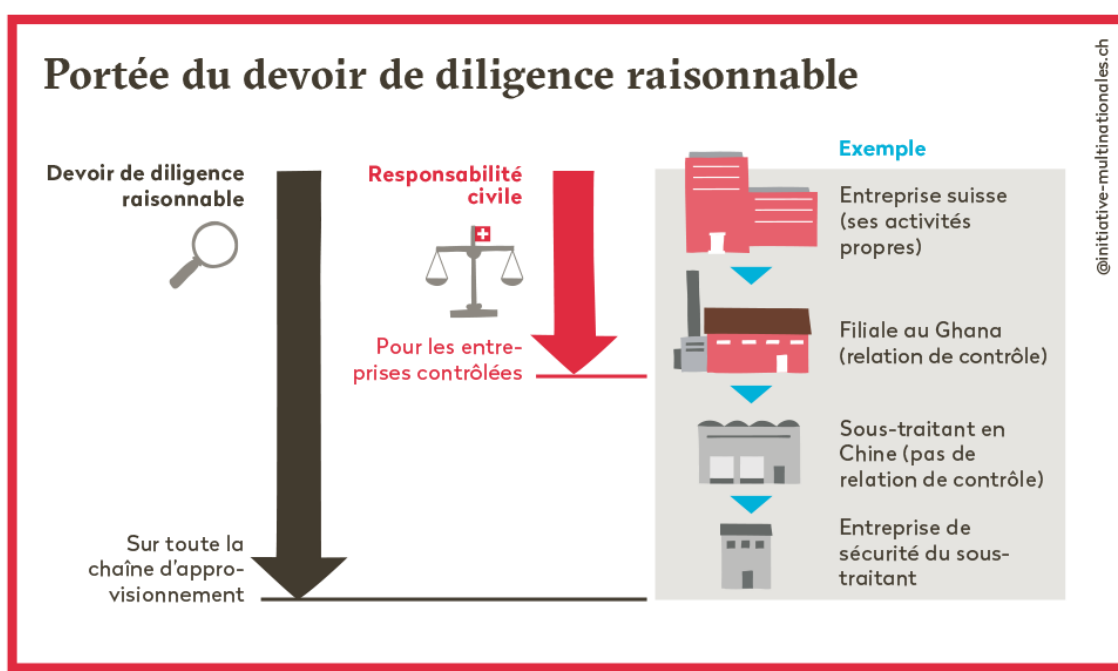 Portée du devoir de diligence raisonnable
@initiative-multinationales.ch
Devoir de diligence
raisonnable
Sur toute la
chaîne d'appro-
visionnement
Responsabilité
civile
Pour les entre-
prises contrôlées
Exemple
Entreprise suisse
(ses activités
propres)
Filiale au Ghana
(relation de contrôle)
Sous-traitant en
Chine (pas de
relation de contrôle)
Entreprise de
sécurité du sous-
traitant